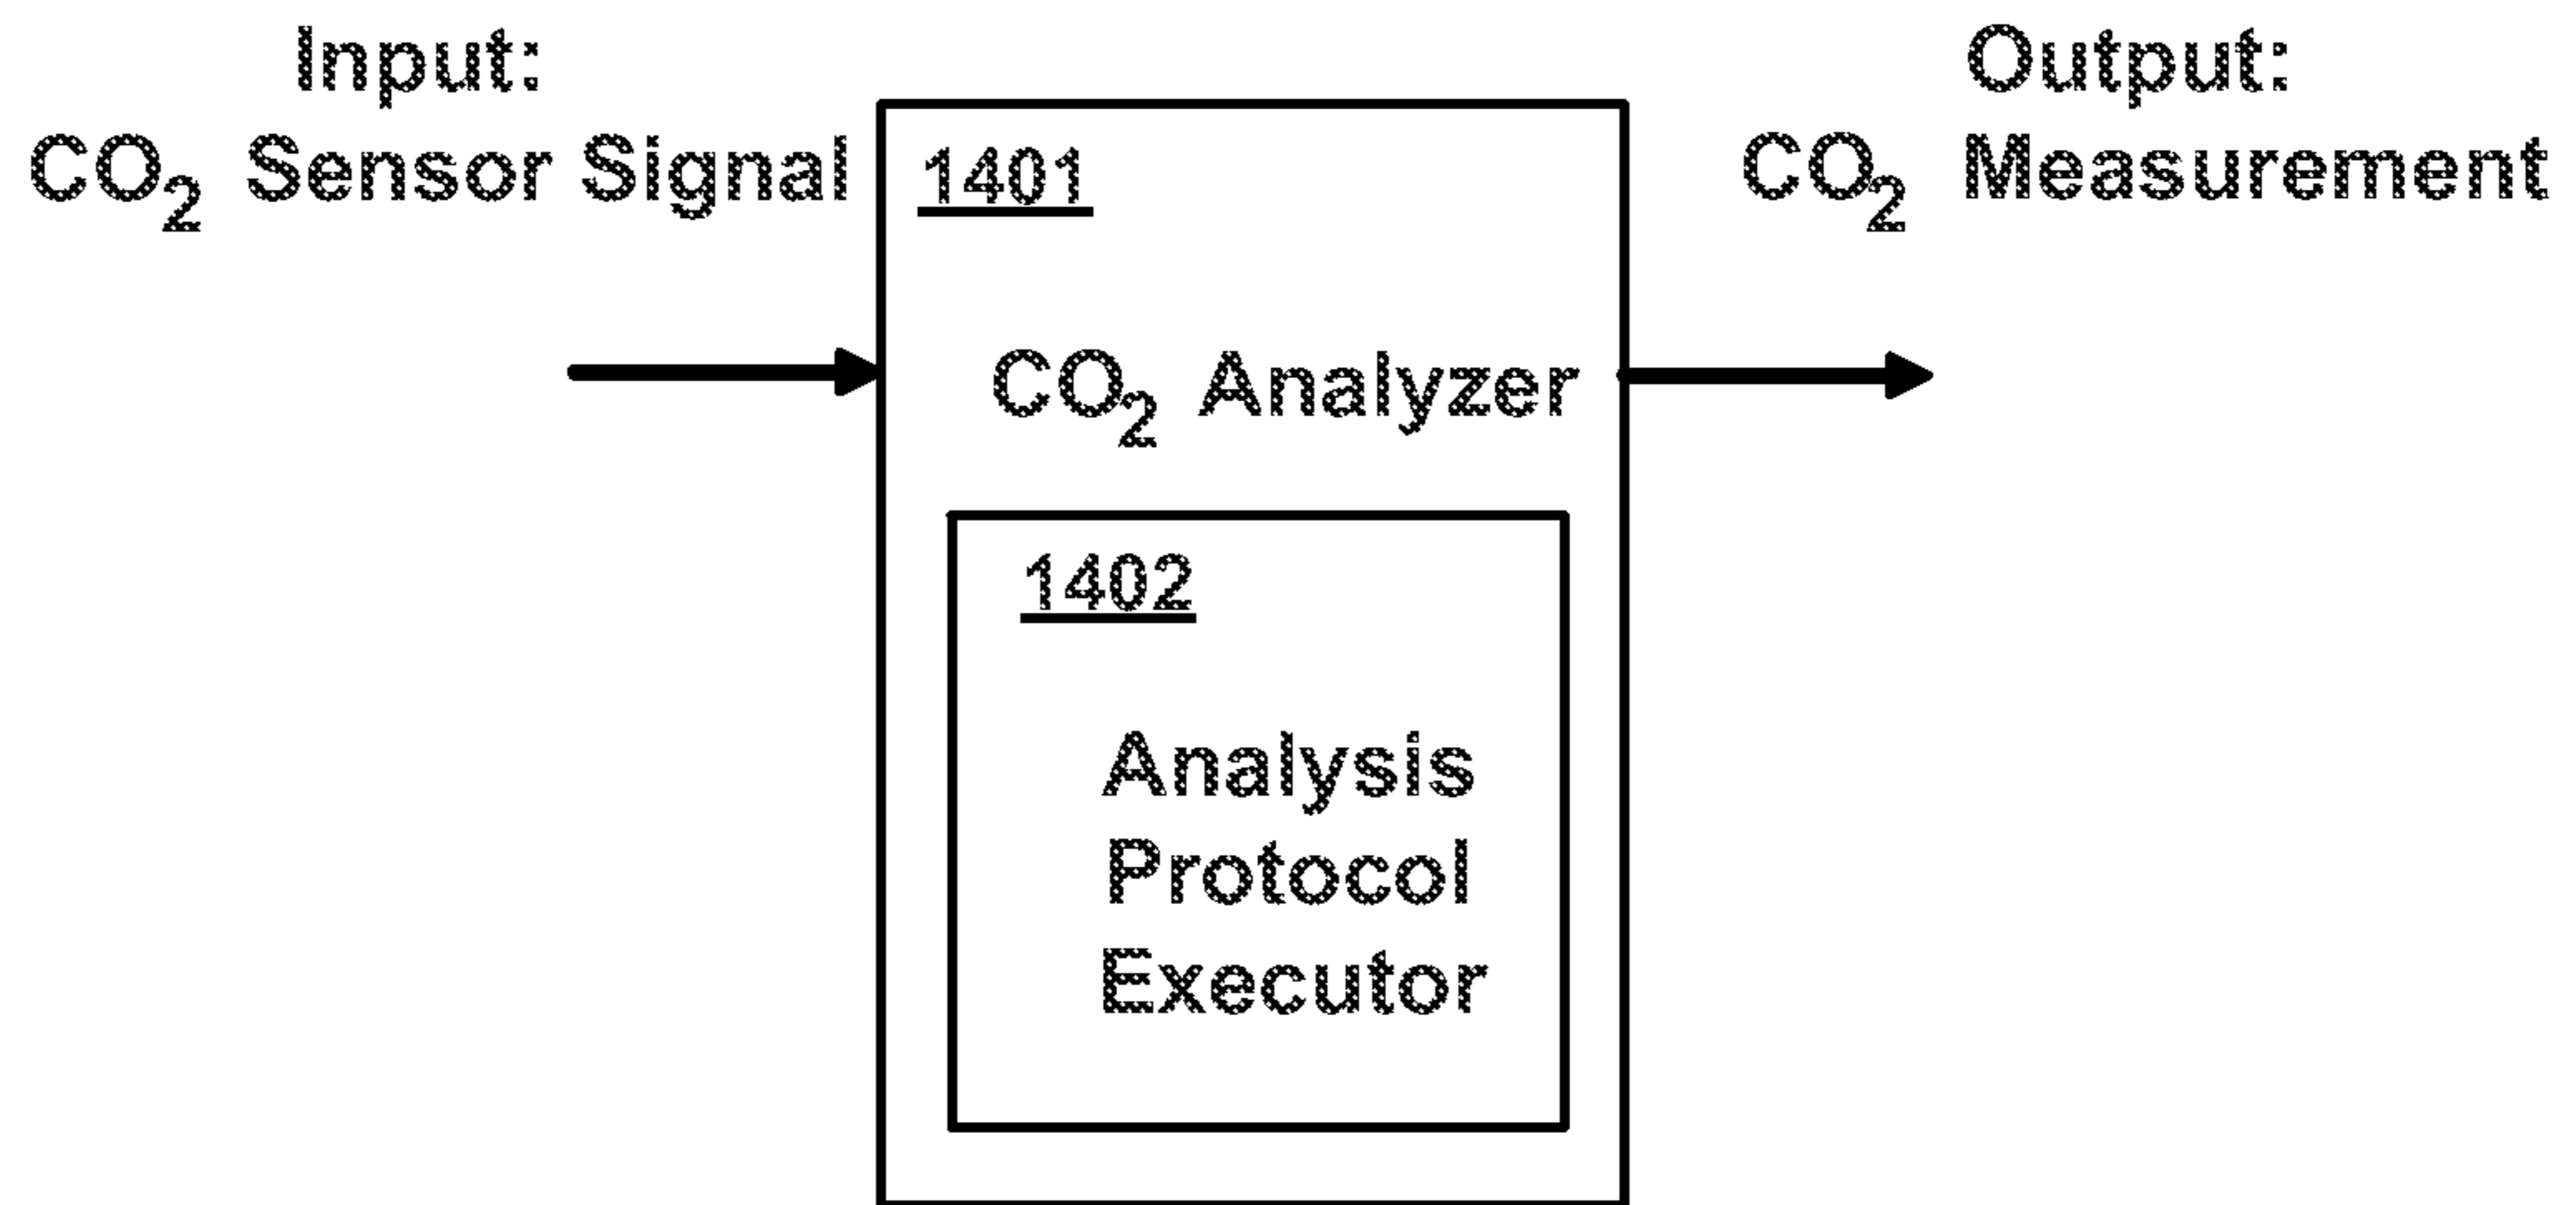 Input:
CO₂ Sensor Signal
1401
CO₂ Analyzer
1402
Analysis
Protocol
Executor
Output:
CO₂ Measurement